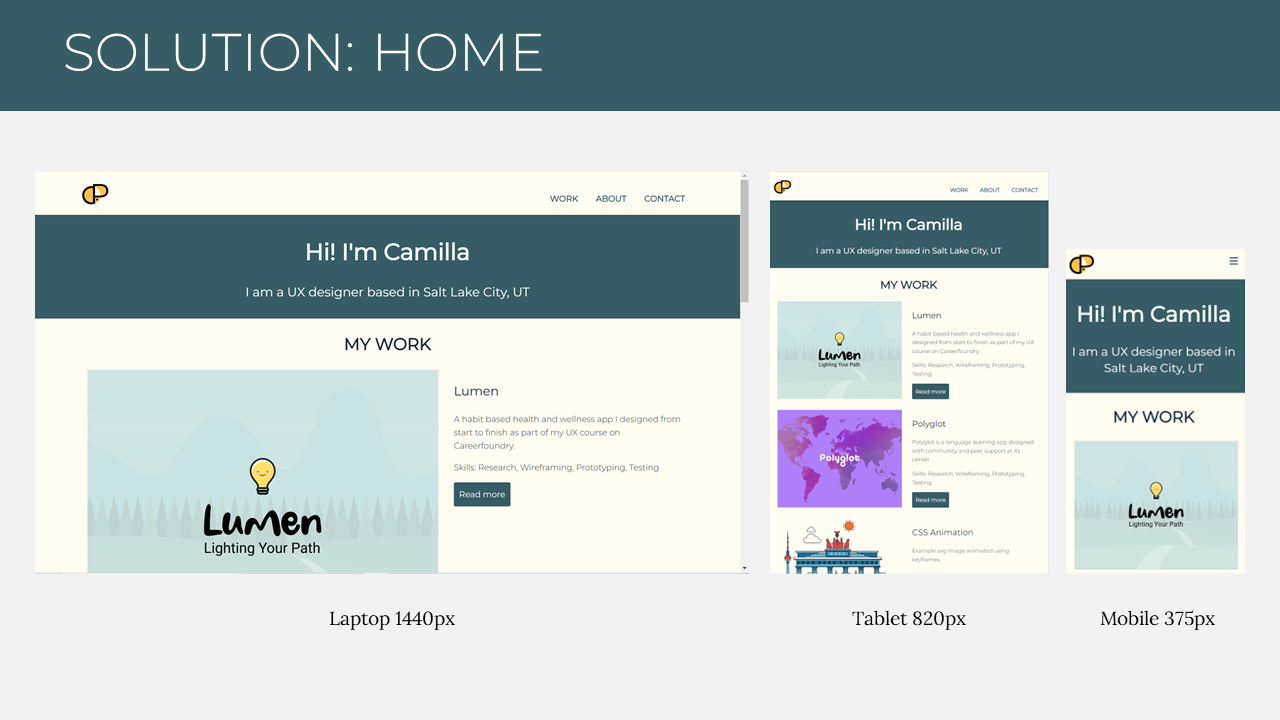 SOLUTION: HOME
WORK ABOUT CONTACT
Hi! I'm Camilla
I am a UX designer based in Salt Lake City, UT
MY WORK
Lumen
Lighting Your Path
Lumen
A habit based health and wellness app I designed from
start to finish as part of my UX course on
Careerfoundry.
Skills: Research, Wireframing, Prototyping, Testing
Read more
Laptop 1440px
WORK ABOUT CONTACT
Hi! I'm Camilla
I am a UX designer based in Salt Lake City, UT
MY WORK
Lumen
Lighting Your Path
Lumen
A habit based health and wellness app I
designed from start to finish as part of my UX
course on Careerfoundry.
Skills: Research, Wireframing, Prototyping,
Testing
Read more
Polyglot
Polyglot
Polyglot is a language learning app designed
with community and peer support at its
center.
Skills: Research, Wireframing, Prototyping,
Testing
Read more
CSS Animation
Example svg image animated using
keyframes
Tablet 820px
Hi! I'm Camilla
I am a UX designer based in
Salt Lake City, UT
MY WORK
Lumen
Lighting Your Path
Mobile 375px